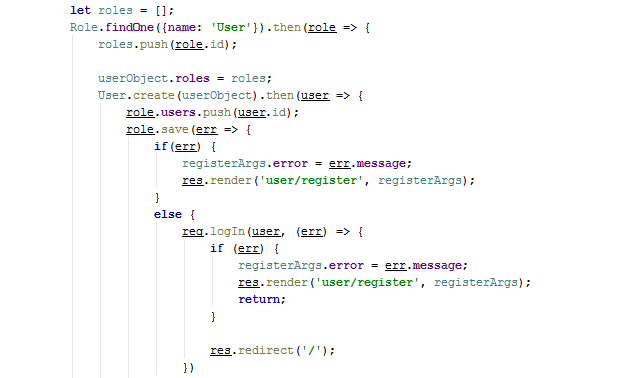 let roles = [];
Role.findOne({name: 'User'}).then(role => {
roles.push(role.id);
userObject.roles = roles;
User.create(userObject).then(user => {
role.users.push(user.id);
role.save(err => {
if(err) {
registerArgs.error = err.message;
res.render('user/register', registerArgs);
}
else {
req.logIn(user, (err) => {
if (err) {
registerArgs.error = err.message;
res.render('user/register', registerArgs);
return;
}
res.redirect('/');
})